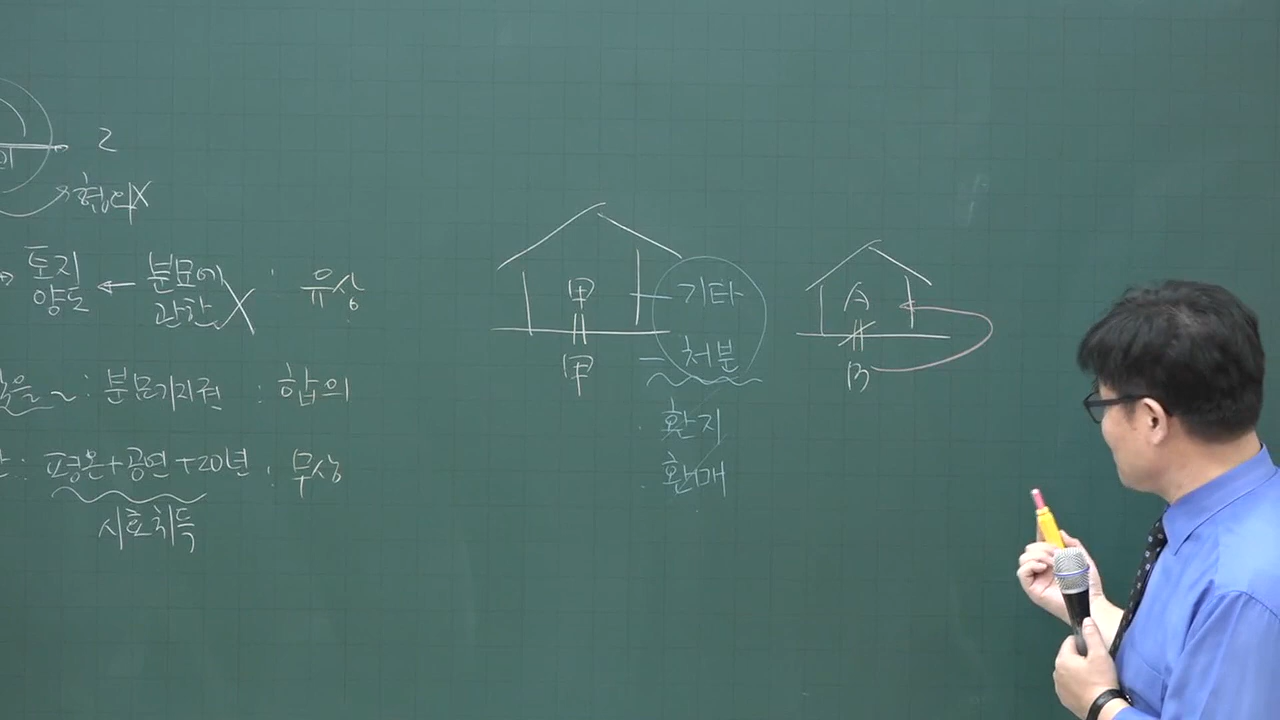 2
합의X
토지 양도 ← 분묘에 관한 X : 유상
~ : 분묘기지권 : 합의
: 평온+공연+20년 : 무상
시효취득
甲
甲
기타
처분
· 환지
· 환매
A
B